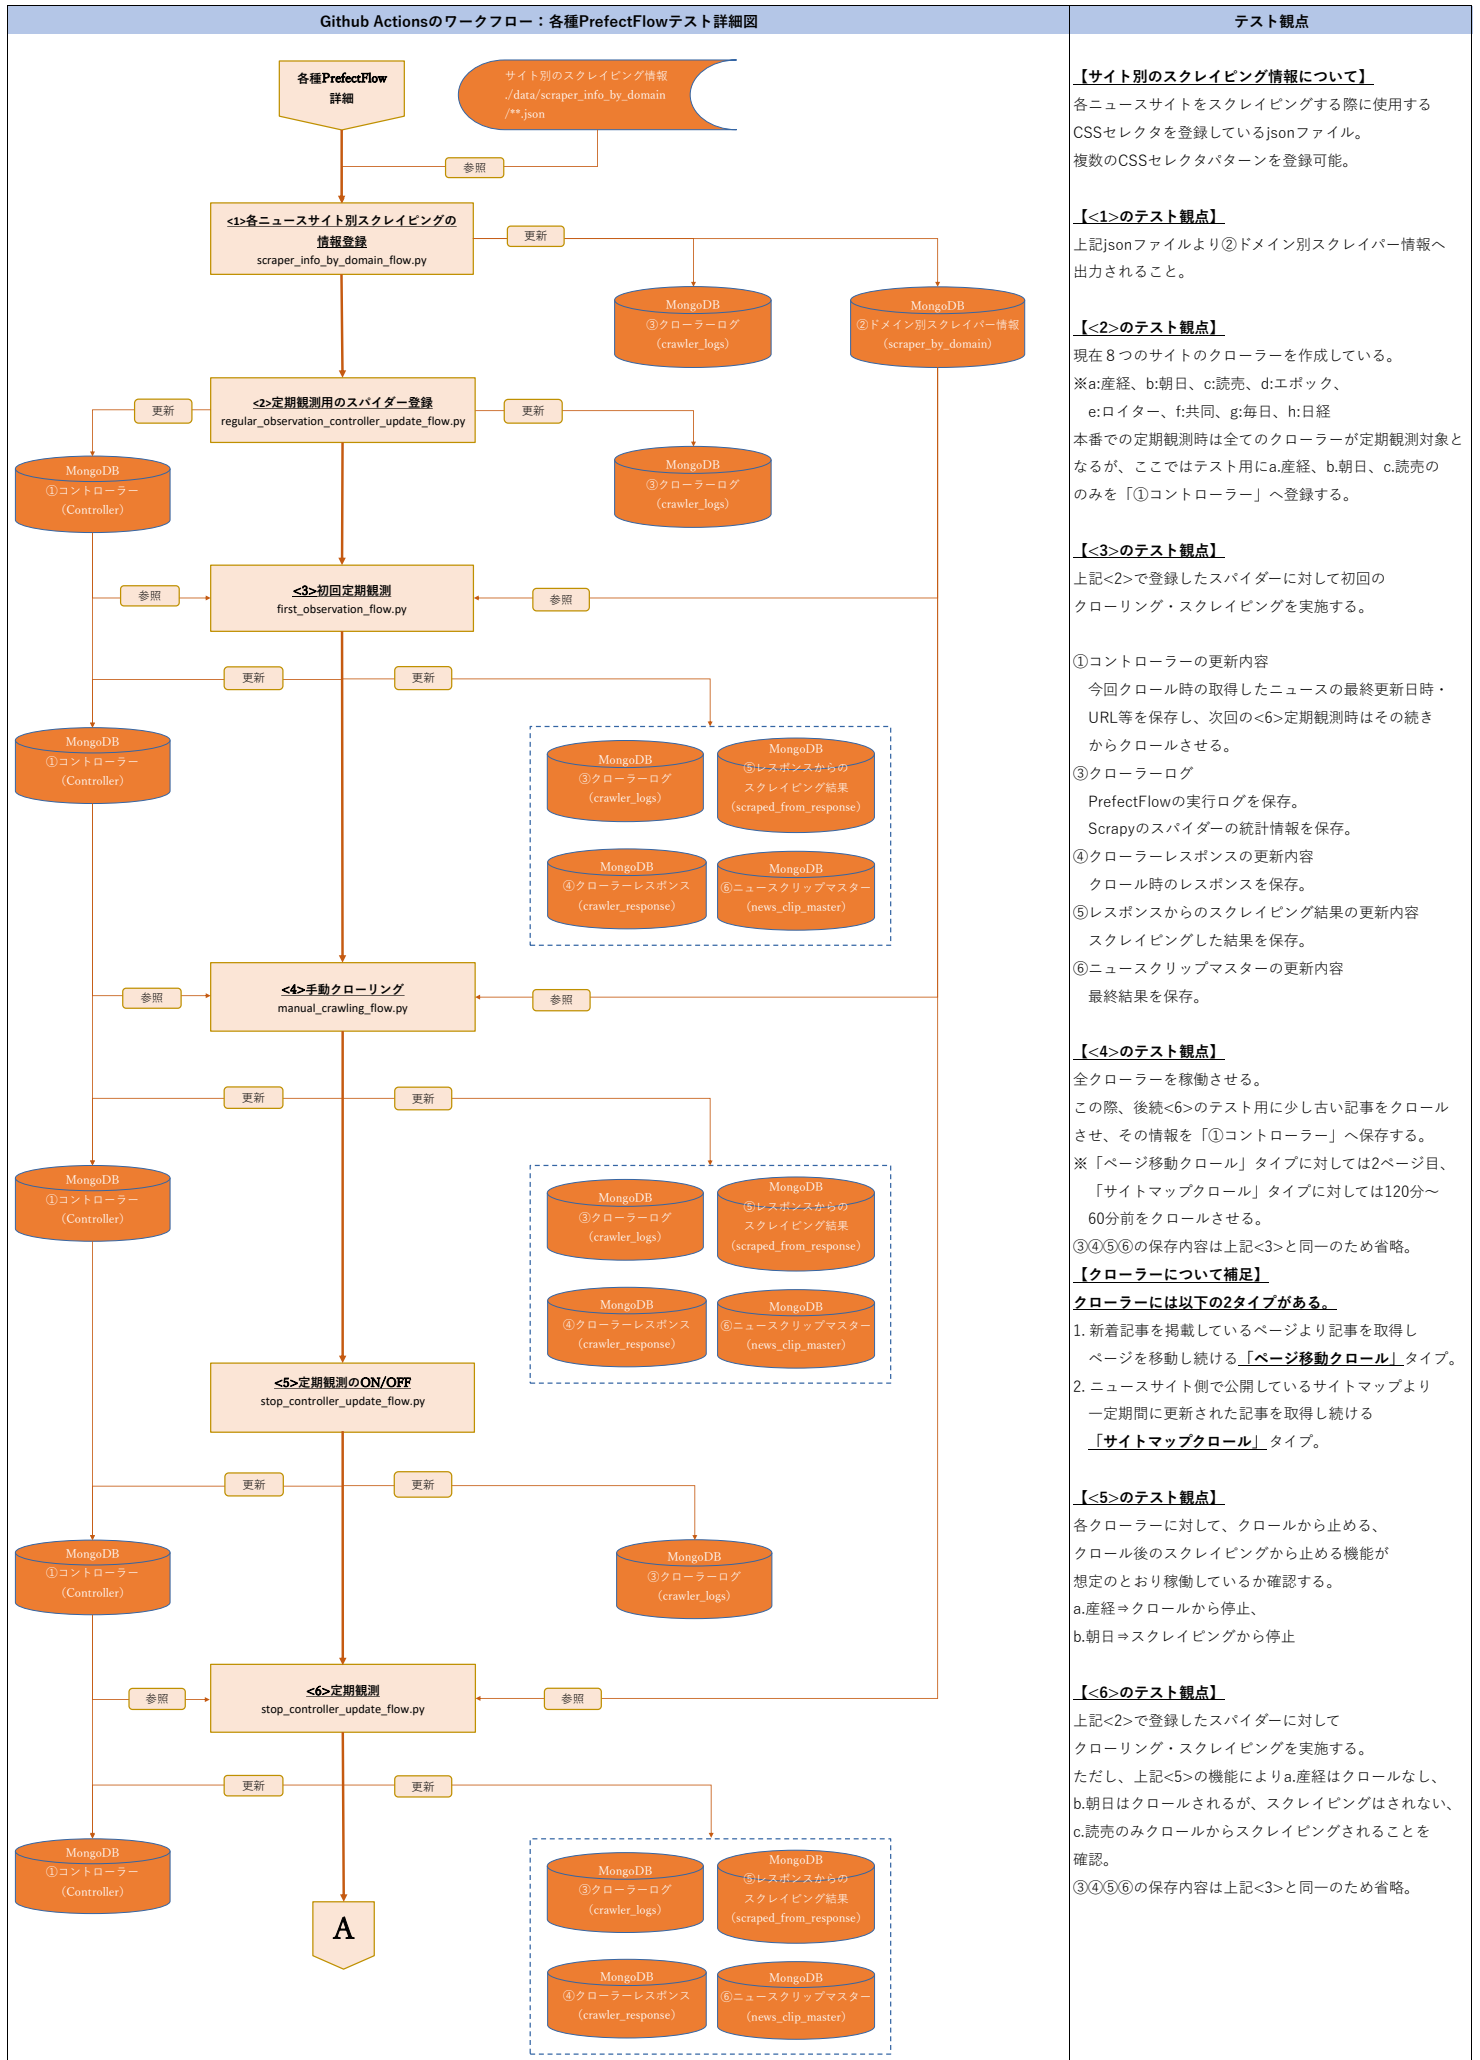 Github Actionsのワークフロー：各種PrefectFlowテスト詳細図
各種PrefectFlow
詳細
サイト別のスクレイピング情報
./data/scraper_info_by_domain
/**.json
参照
<1>各ニュースサイト別スクレイピングの
情報登録
scraper_info_by_domain_flow.py
更新
MongoDB
③クローラーログ
（crawler_logs）
MongoDB
②ドメイン別スクレイパー情報
（scraper_by_domain）
<2>定期観測用のスパイダー登録
regular_observation_controller_update_flow.py
更新
更新
MongoDB
①コントローラー
（Controller）
MongoDB
③クローラーログ
（crawler_logs）
<3>初回定期観測
first_observation_flow.py
参照
参照
更新
更新
MongoDB
①コントローラー
（Controller）
MongoDB
③クローラーログ
（crawler_logs）
MongoDB
⑤レスポンスからの
スクレイピング結果
（scraped_from_response）
MongoDB
④クローラーレスポンス
（crawler_response）
MongoDB
⑥ニュースクリップマスター
（news_clip_master）
<4>手動クローリング
manual_crawling_flow.py
参照
参照
更新
更新
MongoDB
①コントローラー
（Controller）
MongoDB
③クローラーログ
（crawler_logs）
MongoDB
⑤レスポンスからの
スクレイピング結果
（scraped_from_response）
MongoDB
④クローラーレスポンス
（crawler_response）
MongoDB
⑥ニュースクリップマスター
（news_clip_master）
<5>定期観測のON/OFF
stop_controller_update_flow.py
更新
更新
MongoDB
①コントローラー
（Controller）
MongoDB
③クローラーログ
（crawler_logs）
<6>定期観測
stop_controller_update_flow.py
参照
参照
更新
更新
MongoDB
①コントローラー
（Controller）
MongoDB
③クローラーログ
（crawler_logs）
MongoDB
⑤レスポンスからの
スクレイピング結果
（scraped_from_response）
MongoDB
④クローラーレスポンス
（crawler_response）
MongoDB
⑥ニュースクリップマスター
（news_clip_master）
A
テスト観点
【サイト別のスクレイピング情報について】
各ニュースサイトをスクレイピングする際に使用する
CSSセレクタを登録しているjsonファイル。
複数のCSSセレクタパターンを登録可能。
【<1>のテスト観点】
上記jsonファイルより②ドメイン別スクレイパー情報へ
出力されること。
【<2>のテスト観点】
現在８つのサイトのクローラーを作成している。
※a:産経、b:朝日、c:読売、d:エポック、
e:ロイター、f:共同、g:毎日、h:日経
本番での定期観測時は全てのクローラーが定期観測対象と
なるが、ここではテスト用にa.産経、b.朝日、c.読売の
のみを「①コントローラー」へ登録する。
【<3>のテスト観点】
上記<2>で登録したスパイダーに対して初回の
クローリング・スクレイピングを実施する。
①コントローラーの更新内容
今回クロール時の取得したニュースの最終更新日時・
URL等を保存し、次回の<6>定期観測時はその続き
からクロールさせる。
③クローラーログ
PrefectFlowの実行ログを保存。
Scrapyのスパイダーの統計情報を保存。
④クローラーレスポンスの更新内容
クロール時のレスポンスを保存。
⑤レスポンスからのスクレイピング結果の更新内容
スクレイピングした結果を保存。
⑥ニュースクリップマスターの更新内容
最終結果を保存。
【<4>のテスト観点】
全クローラーを稼働させる。
この際、後続<6>のテスト用に少し古い記事をクロール
させ、その情報を「①コントローラー」へ保存する。
※「ページ移動クロール」タイプに対しては2ページ目、
「サイトマップクロール」タイプに対しては120分～
60分前をクロールさせる。
③④⑤⑥の保存内容は上記<3>と同一のため省略。
【クローラーについて補足】
クローラーには以下の2タイプがある。
1. 新着記事を掲載しているページより記事を取得し
ページを移動し続ける「ページ移動クロール」タイプ。
2. ニュースサイト側で公開しているサイトマップより
一定期間に更新された記事を取得し続ける
「サイトマップクロール」タイプ。
【<5>のテスト観点】
各クローラーに対して、クロールから止める、
クロール後のスクレイピングから止める機能が
想定のとおり稼働しているか確認する。
a.産経⇒クロールから停止、
b.朝日⇒スクレイピングから停止
【<6>のテスト観点】
上記<2>で登録したスパイダーに対して
クローリング・スクレイピングを実施する。
ただし、上記<5>の機能によりa.産経はクロールなし、
b.朝日はクロールされるが、スクレイピングはされない、
c.読売のみクロールからスクレイピングされることを
確認。
③④⑤⑥の保存内容は上記<3>と同一のため省略。